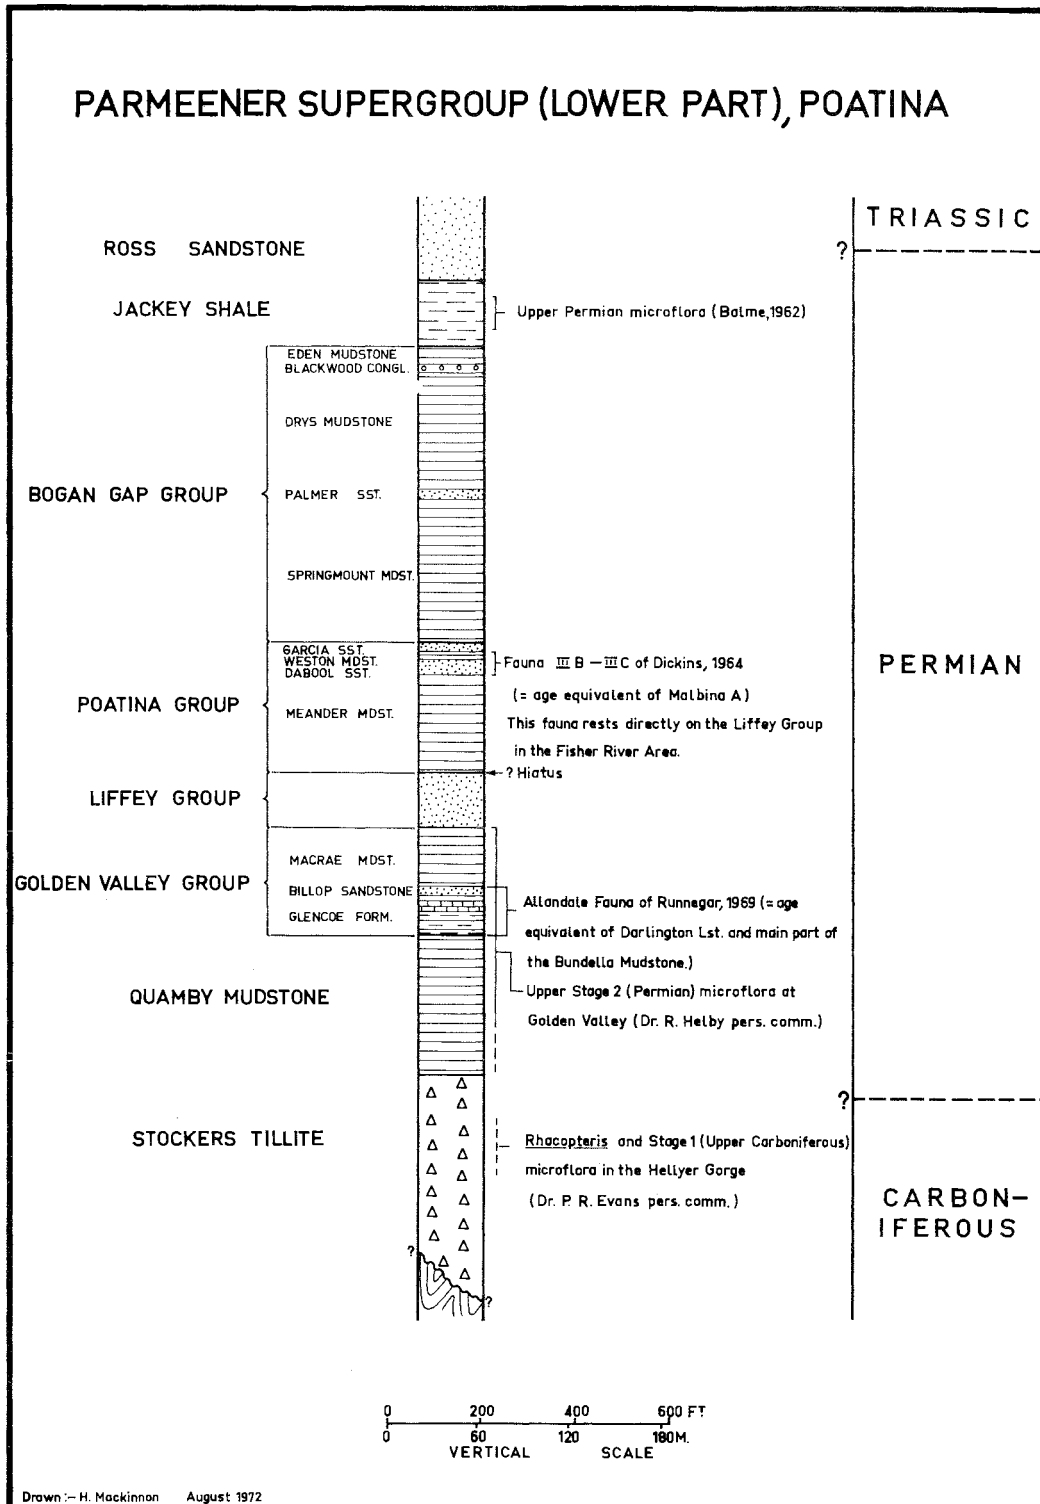 PARMEENER SUPERGROUP (LOWER PART), POATINA
TRIASSIC
ROSS SANDSTONE
?
JACKEY SHALE
Upper Permian microflora (Balme, 1962)
EDEN MUDSTONE
BLACKWOOD CONGL.
DRYS MUDSTONE
BOGAN GAP GROUP
PALMER SST.
SPRINGMOUNT MDST.
GARCIA SST.
WESTON MDST.
DABOOL SST.
Fauna III B – III C of Dickins, 1964
(= age equivalent of Malbina A)
This fauna rests directly on the Liffey Group
in the Fisher River Area.
PERMIAN
POATINA GROUP
MEANDER MDST.
? Hiatus
LIFFEY GROUP
MACRAE MDST.
GOLDEN VALLEY GROUP
BILLOP SANDSTONE
GLENCOE FORM.
Allandale Fauna of Runnegar, 1969 (= age
equivalent of Darlington Lst. and main part of
the Bundella Mudstone.)
QUAMBY MUDSTONE
Upper Stage 2 (Permian) microflora at
Golden Valley (Dr. R. Helby pers. comm.)
?
STOCKERS TILLITE
Rhacopteris and Stage 1 (Upper Carboniferous)
microflora in the Hellyer Gorge
(Dr. P. R. Evans pers. comm.)
CARBON–
IFEROUS
?
?
0 200 400 600 FT
0 60 120 180M.
VERTICAL SCALE
Drawn :– H. Mackinnon August 1972